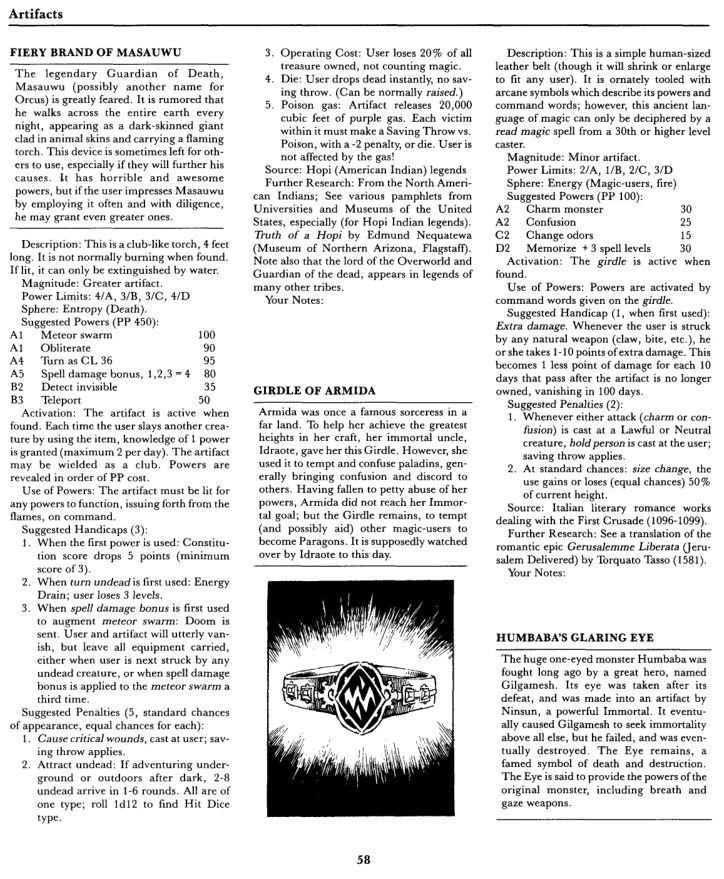 Artifacts
FIERY BRAND OF MASAUWU
The legendary Guardian of Death,
Masauwu (possibly another name for
Orcus) is greatly feared. It is rumored that
he walks across the entire earth every
night, appearing as a dark-skinned giant
clad in animal skins and carrying a flaming
torch. This device is sometimes left for oth-
ers to use, especially if they will further his
causes. It has horrible and awesome
powers, but if the user impresses Masauwu
by employing it often and with diligence,
he may grant even greater ones.
Description: This is a club-like torch, 4 feet
long. It is not normally burning when found.
If lit, it can only be extinguished by water.
Magnitude: Greater artifact.
Power Limits: 4/A, 3/B, 3/C, 4/D
Sphere: Entropy (Death).
Suggested Powers (PP 450):
A1 Meteor swarm 100
A1 Obliterate 90
A4 Turn as CL 36 95
A5 Spell damage bonus, 1,2,3 = 4 80
B2 Detect invisible 35
B3 Teleport 50
Activation: The artifact is active when
found. Each time the user slays another crea-
ture by using the item, knowledge of 1 power
is granted (maximum 2 per day). The artifact
may be wielded as a club. Powers are
revealed in order of PP cost.
Use of Powers: The artifact must be lit for
any powers to function, issuing forth from the
flames, on command.
Suggested Handicaps (3):
1. When the first power is used: Constitu-
tion score drops 5 points (minimum
score of 3).
2. When turn undead is first used: Energy
Drain; user loses 3 levels.
3. When spell damage bonus is first used
to augment meteor swarm: Doom is
sent. User and artifact will utterly van-
ish, but leave all equipment carried,
either when user is next struck by any
undead creature, or when spell damage
bonus is applied to the meteor swarm a
third time.
Suggested Penalties (5, standard chances
of appearance, equal chances for each):
1. Cause critical wounds, cast at user; sav-
ing throw applies.
2. Attract undead: If adventuring under-
ground or outdoors after dark, 2-8
undead arrive in 1-6 rounds. All are of
one type; roll 1d12 to find Hit Dice
type.
3. Operating Cost: User loses 20% of all
treasure owned, not counting magic.
4. Die: User drops dead instantly, no sav-
ing throw. (Can be normally raised.)
5. Poison gas: Artifact releases 20,000
cubic feet of purple gas. Each victim
within it must make a Saving Throw vs.
Poison, with a -2 penalty, or die. User is
not affected by the gas!
Source: Hopi (American Indian) legends
Further Research: From the North Ameri-
can Indians; See various pamphlets from
Universities and Museums of the United
States, especially (for Hopi Indian legends).
Truth of a Hopi by Edmund Nequatewa
(Museum of Northern Arizona, Flagstaff).
Note also that the lord of the Overworld and
Guardian of the dead, appears in legends of
many other tribes.
Your Notes:
GIRDLE OF ARMIDA
Armida was once a famous sorceress in a
far land. To help her achieve the greatest
heights in her craft, her immortal uncle,
Idraote, gave her this Girdle. However, she
used it to tempt and confuse paladins, gen-
erally bringing confusion and discord to
others. Having fallen to petty abuse of her
powers, Armida did not reach her Immor-
tal goal; but the Girdle remains, to tempt
(and possibly aid) other magic-users to
become Paragons. It is supposedly watched
over by Idraote to this day.
Description: This is a simple human-sized
leather belt (though it will shrink or enlarge
to fit any user). It is ornately tooled with
arcane symbols which describe its powers and
command words; however, this ancient lan-
guage of magic can only be deciphered by a
read magic spell from a 30th or higher level
caster.
Magnitude: Minor artifact.
Power Limits: 2/A, 1/B, 2/C, 3/D
Sphere: Energy (Magic-users, fire)
Suggested Powers (PP 100):
A2 Charm monster 30
A2 Confusion 25
C2 Change odors 15
D2 Memorize + 3 spell levels 30
Activation: The girdle is active when
found.
Use of Powers: Powers are activated by
command words given on the girdle.
Suggested Handicap (1, when first used):
Extra damage. Whenever the user is struck
by any natural weapon (claw, bite, etc.), he
or she takes 1-10 points of extra damage. This
becomes 1 less point of damage for each 10
days that pass after the artifact is no longer
owned, vanishing in 100 days.
Suggested Penalties (2):
1. Whenever either attack (charm or con-
fusion) is cast at a Lawful or Neutral
creature, hold person is cast at the user;
saving throw applies.
2. At standard chances: size change, the
use gains or loses (equal chances) 50%
of current height.
Source: Italian literary romance works
dealing with the First Crusade (1096-1099).
Further Research: See a translation of the
romantic epic Gerusalemme Liberata (Jeru-
salem Delivered) by Torquato Tasso (1581).
Your Notes:
HUMBABA'S GLARING EYE
The huge one-eyed monster Humbaba was
fought long ago by a great hero, named
Gilgamesh. Its eye was taken after its
defeat, and was made into an artifact by
Ninsun, a powerful Immortal. It eventu-
ally caused Gilgamesh to seek immortality
above all else, but he failed, and was even-
tually destroyed. The Eye remains, a
famed symbol of death and destruction.
The Eye is said to provide the powers of the
original monster, including breath and
gaze weapons.
58